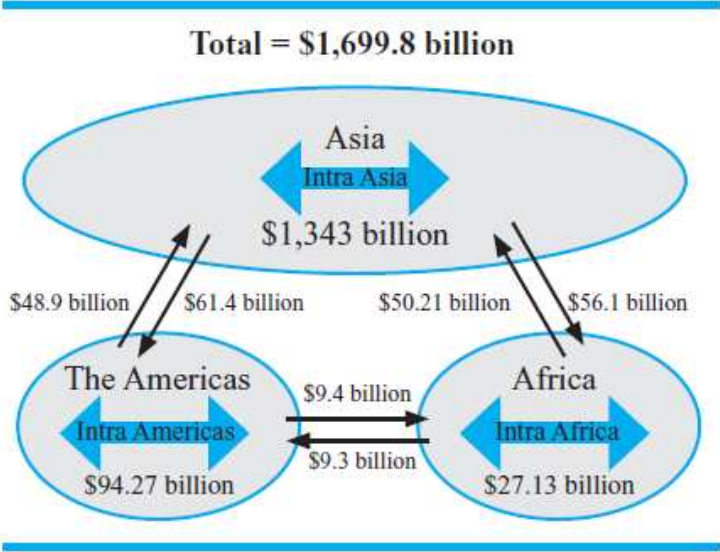 Total = $1,699.8 billion
Asia
Intra Asia
$1,343 billion
$48.9 billion
$61.4 billion
$50.21 billion
$56.1 billion
The Americas
Intra Americas
$94.27 billion
$9.4 billion
$9.3 billion
Africa
Intra Africa
$27.13 billion